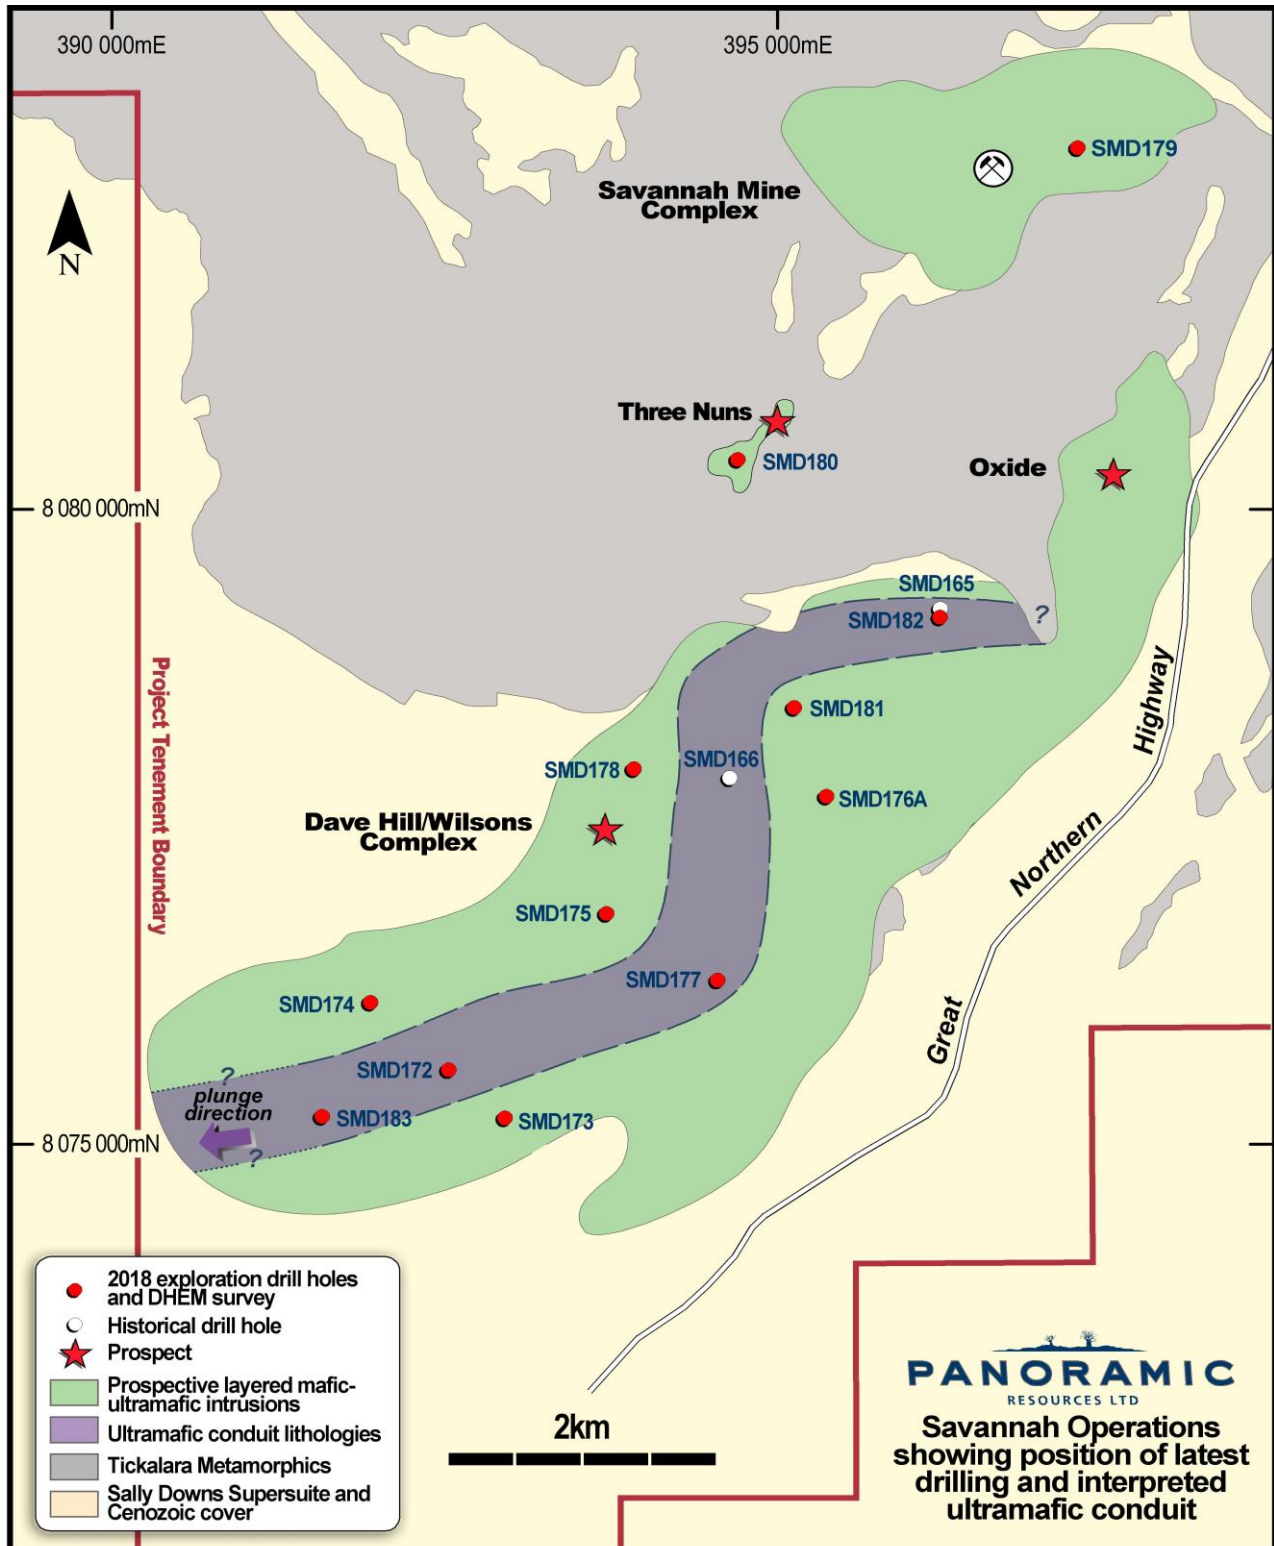 390 000mE
395 000mE
SMD179
Savannah Mine
Complex
N
Three Nuns
SMD180
Oxide
8 080 000mN
SMD165
SMD182
?
SMD181
Project Tenement Boundary
Highway
SMD166
SMD178
SMD176A
Dave Hill/Wilsons
Complex
Northern
SMD175
SMD177
SMD174
Great
SMD172
?
plunge
direction
SMD183
SMD173
8 075 000mN
?
2018 exploration drill holes
and DHEM survey
Historical drill hole
Prospect
Prospective layered mafic-
ultramafic intrusions
Ultramafic conduit lithologies
Tickalara Metamorphics
Sally Downs Supersuite and
Cenozoic cover
2km
PANORAMIC
RESOURCES LTD
Savannah Operations
showing position of latest
drilling and interpreted
ultramafic conduit